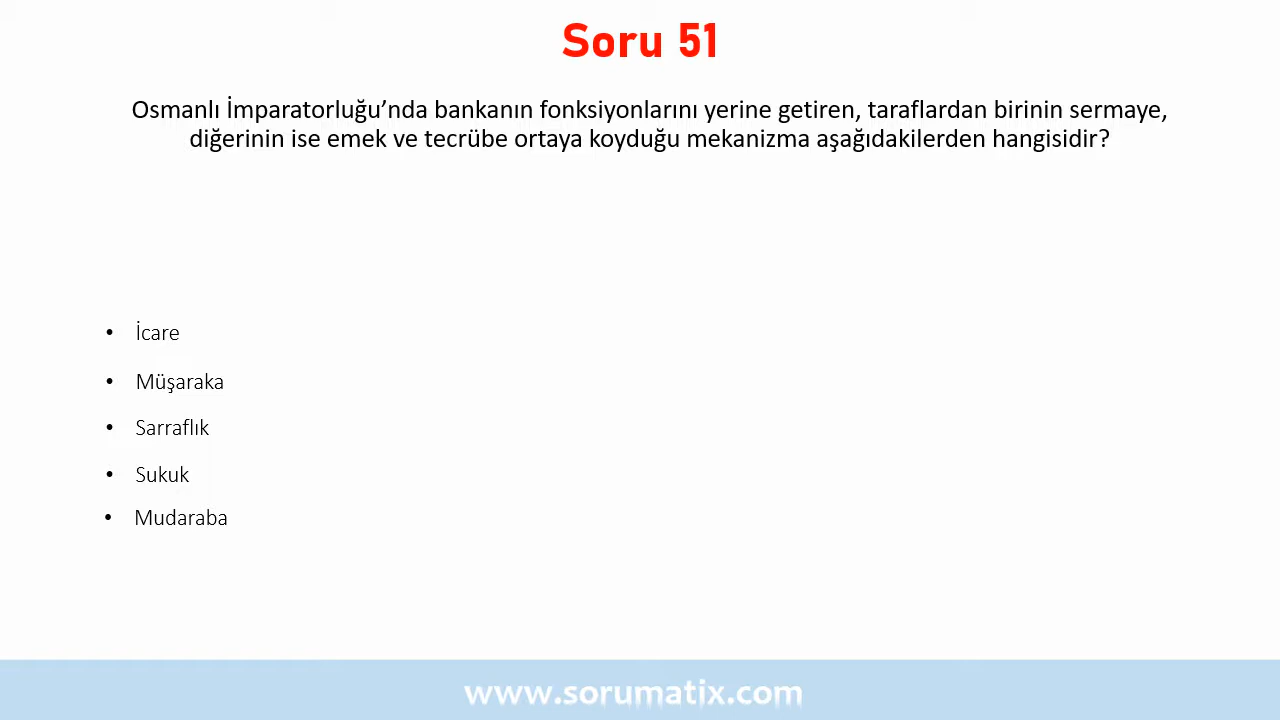 Soru 51
Osmanlı İmparatorluğu’nda bankanın fonksiyonlarını yerine getiren, taraflardan birinin sermaye,
diğerinin ise emek ve tecrübe ortaya koyduğu mekanizma aşağıdakilerden hangisidir?
• İcare
• Müşaraka
• Sarraflık
• Sukuk
• Mudaraba
www.sorumatix.com